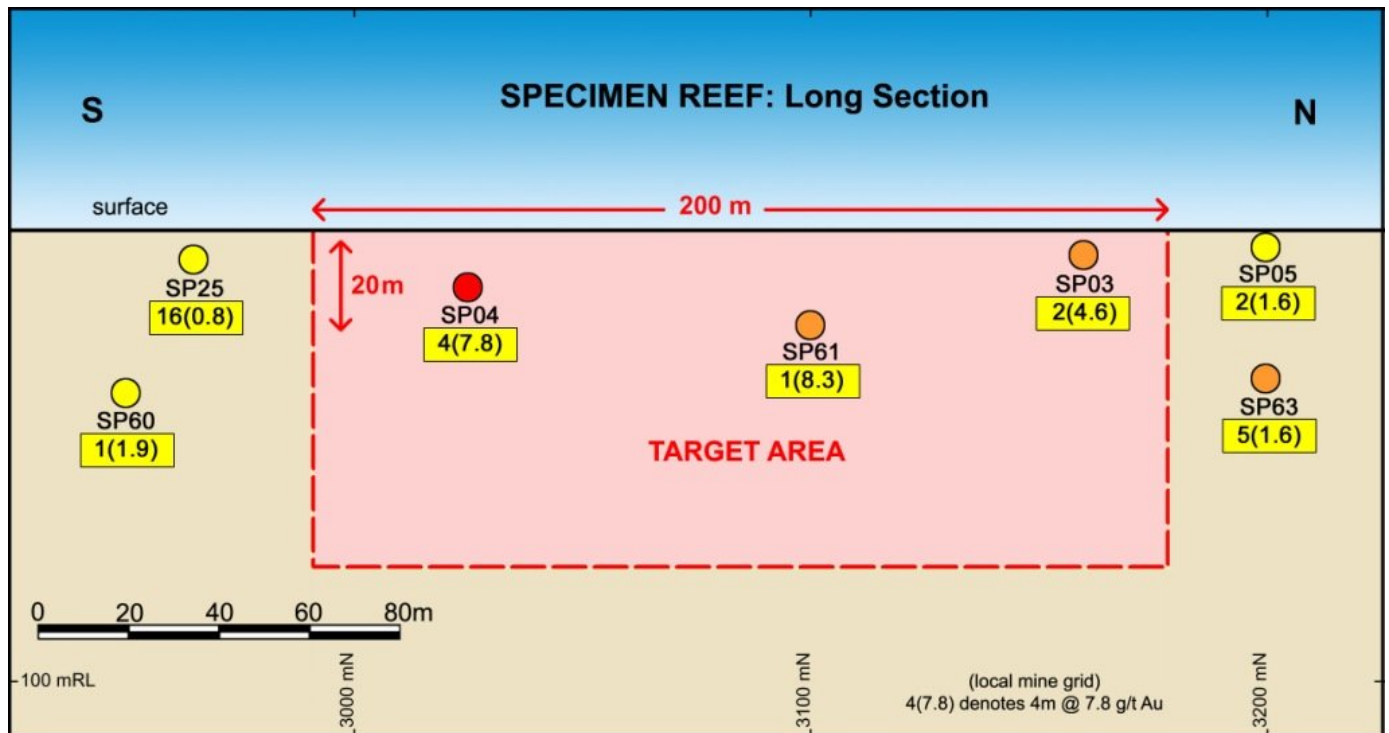 SPECIMEN REEF: Long Section
S
N
surface
200 m
20m
SP25
16(0.8)
SP04
4(7.8)
SP61
1(8.3)
SP03
2(4.6)
SP05
2(1.6)
SP60
1(1.9)
SP63
5(1.6)
TARGET AREA
0 20 40 60 80m
100 mRL
3000 mN
3100 mN
3200 mN
(local mine grid)
4(7.8) denotes 4m @ 7.8 g/t Au